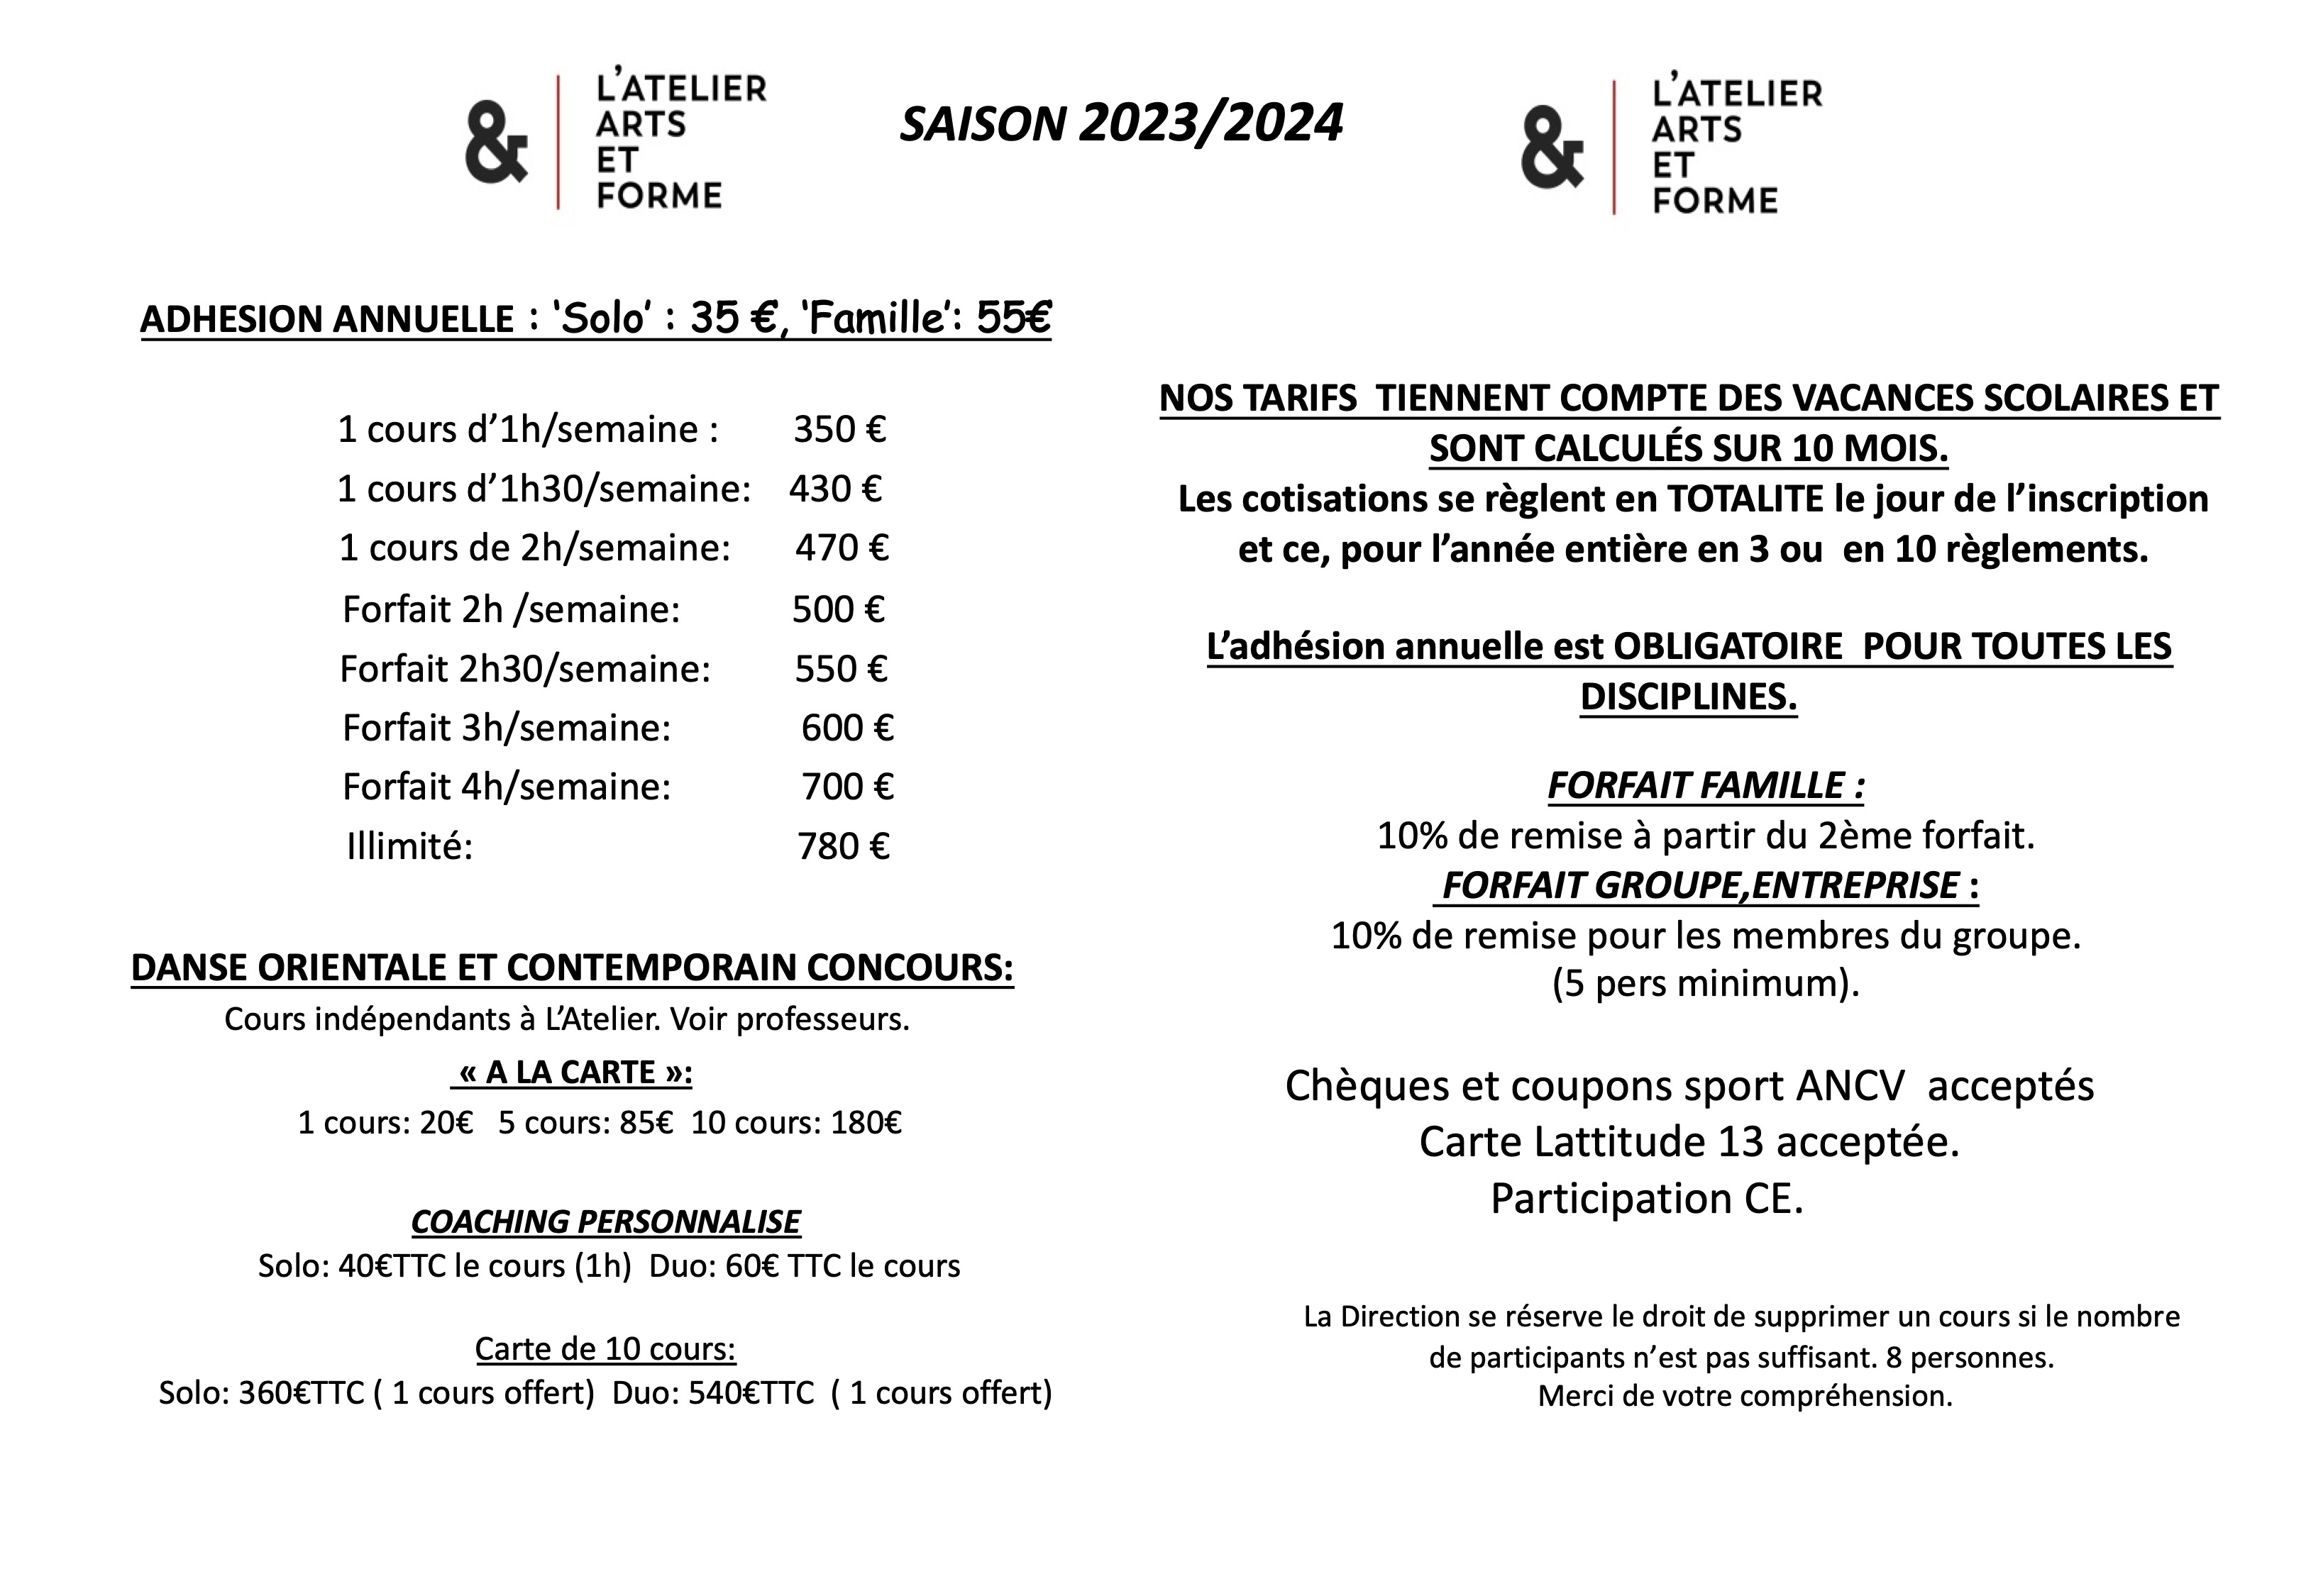 &
L'ATELIER
ARTS
ET
FORME
SAISON 2023/2024
&
L'ATELIER
ARTS
ET
FORME
ADHESION ANNUELLE : ‘Solo’ : 35 €, ‘Famille’: 55€
1 cours d’1h/semaine : 350 €
1 cours d’1h30/semaine: 430 €
1 cours de 2h/semaine: 470 €
Forfait 2h /semaine: 500 €
Forfait 2h30/semaine: 550 €
Forfait 3h/semaine: 600 €
Forfait 4h/semaine: 700 €
Illimité: 780 €
DANSE ORIENTALE ET CONTEMPORAIN CONCOURS:
Cours indépendants à L’Atelier. Voir professeurs.
« A LA CARTE »:
1 cours: 20€ 5 cours: 85€ 10 cours: 180€
COACHING PERSONNALISE
Solo: 40€TTC le cours (1h) Duo: 60€ TTC le cours
Carte de 10 cours:
Solo: 360€TTC ( 1 cours offert) Duo: 540€TTC ( 1 cours offert)
NOS TARIFS TIENNENT COMPTE DES VACANCES SCOLAIRES ET
SONT CALCULÉS SUR 10 MOIS.
Les cotisations se règlent en TOTALITE le jour de l’inscription
et ce, pour l’année entière en 3 ou en 10 règlements.
L’adhésion annuelle est OBLIGATOIRE POUR TOUTES LES
DISCIPLINES.
FORFAIT FAMILLE :
10% de remise à partir du 2ème forfait.
FORFAIT GROUPE,ENTREPRISE :
10% de remise pour les membres du groupe.
(5 pers minimum).
Chèques et coupons sport ANCV acceptés
Carte Lattitude 13 acceptée.
Participation CE.
La Direction se réserve le droit de supprimer un cours si le nombre
de participants n’est pas suffisant. 8 personnes.
Merci de votre compréhension.